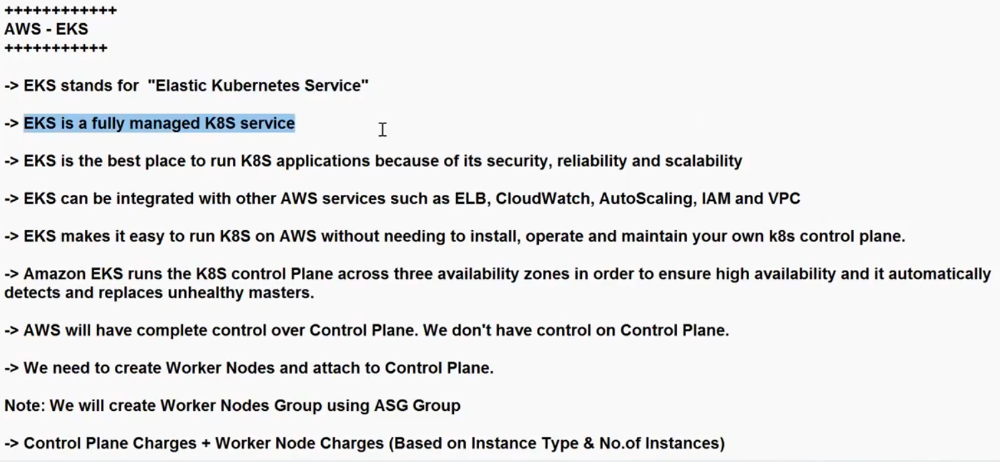 ++++++++++++
AWS - EKS
+++++++++++
-> EKS stands for  "Elastic Kubernetes Service"
-> EKS is a fully managed K8S service
-> EKS is the best place to run K8S applications because of its security, reliability and scalability
-> EKS can be integrated with other AWS services such as ELB, CloudWatch, AutoScaling, IAM and VPC
-> EKS makes it easy to run K8S on AWS without needing to install, operate and maintain your own k8s control plane.
-> Amazon EKS runs the K8S control Plane across three availability zones in order to ensure high availability and it automatically
detects and replaces unhealthy masters.
-> AWS will have complete control over Control Plane. We don't have control on Control Plane.
-> We need to create Worker Nodes and attach to Control Plane.
Note: We will create Worker Nodes Group using ASG Group
-> Control Plane Charges + Worker Node Charges (Based on Instance Type & No.of Instances)